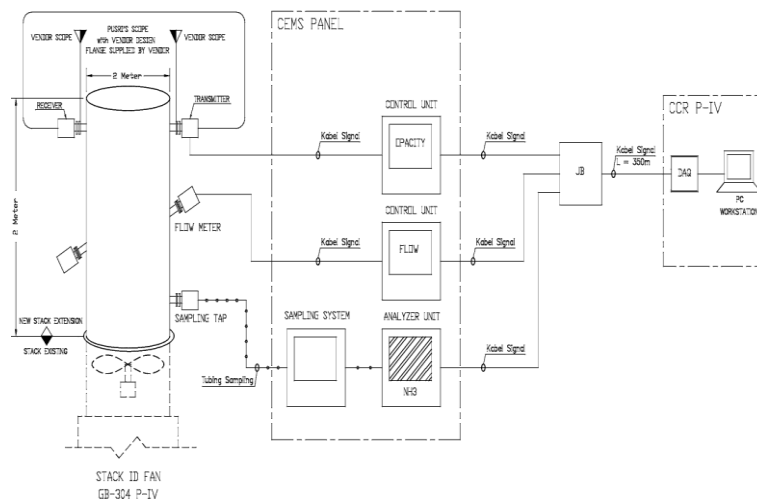 CEMS PANEL
VENDOR SCOPE
PUSRI'S SCOPE
with VENDOR DESIGN
FLANGE SUPPLIED BY VENDOR
VENDOR SCOPE
2 Meter
RECEIVER
TRANSMITTER
2 Meter
FLOW METER
SAMPLING TAP
NEW STACK EXTENSION
STACK EXISTING
Tubing Sampling
STACK ID FAN
GB-304 P-IV
CONTROL UNIT
OPACITY
Kabel Signal
Kabel Signal
CONTROL UNIT
FLOW
Kabel Signal
Kabel Signal
SAMPLING SYSTEM
ANALYZER UNIT
NH3
Kabel Signal
JB
Kabel Signal
L = 350m
CCR P-IV
DAQ
PC
WORKSTATION